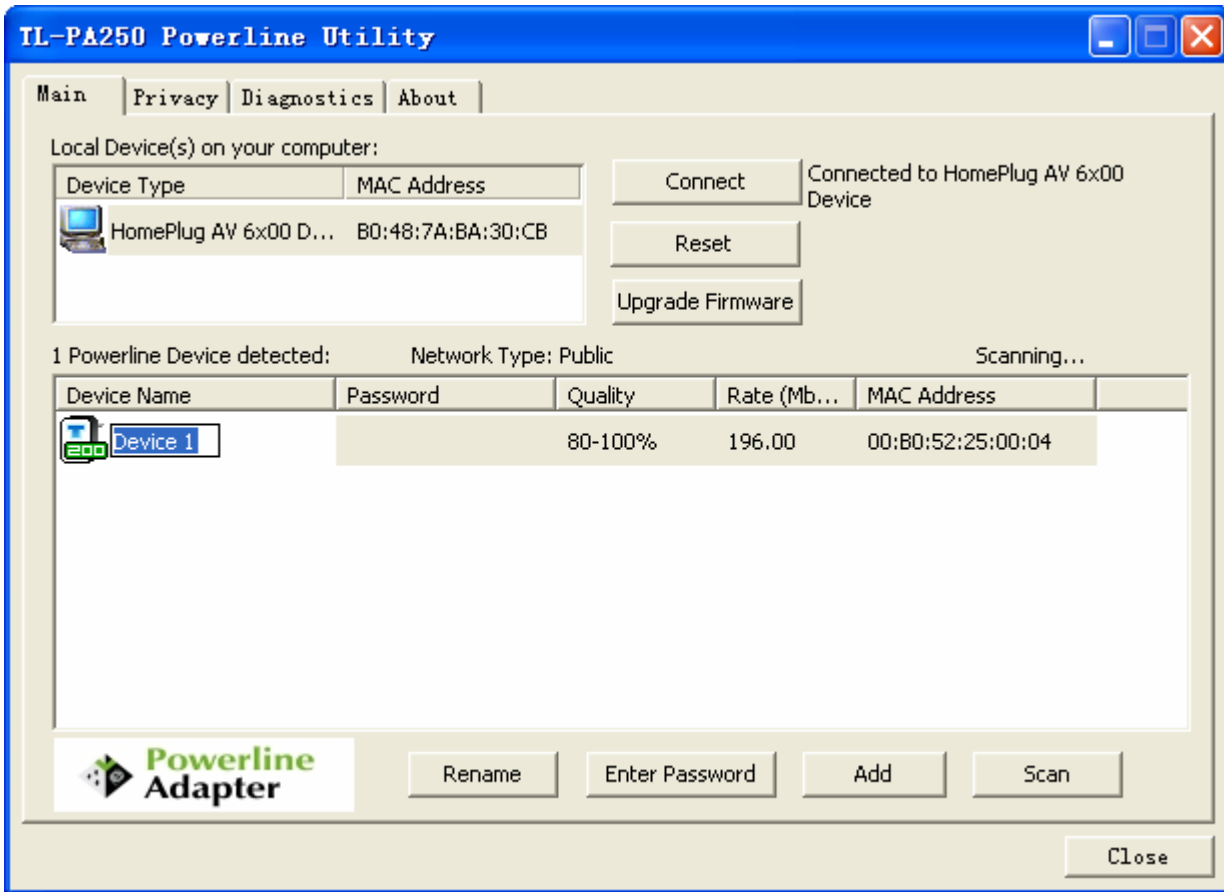 TL-PA250 Powerline Utility
Main Privacy Diagnostics About
Local Device(s) on your computer:
Device Type MAC Address
HomePlug AV 6x00 D... B0:48:7A:BA:30:CB
Connect
Connected to HomePlug AV 6x00
Device
Reset
Upgrade Firmware
1 Powerline Device detected: Network Type: Public Scanning...
Device Name Password Quality Rate (Mb... MAC Address
T
200
Device 1 80-100% 196.00 00:B0:52:25:00:04
Powerline
Adapter
Rename Enter Password Add Scan
Close